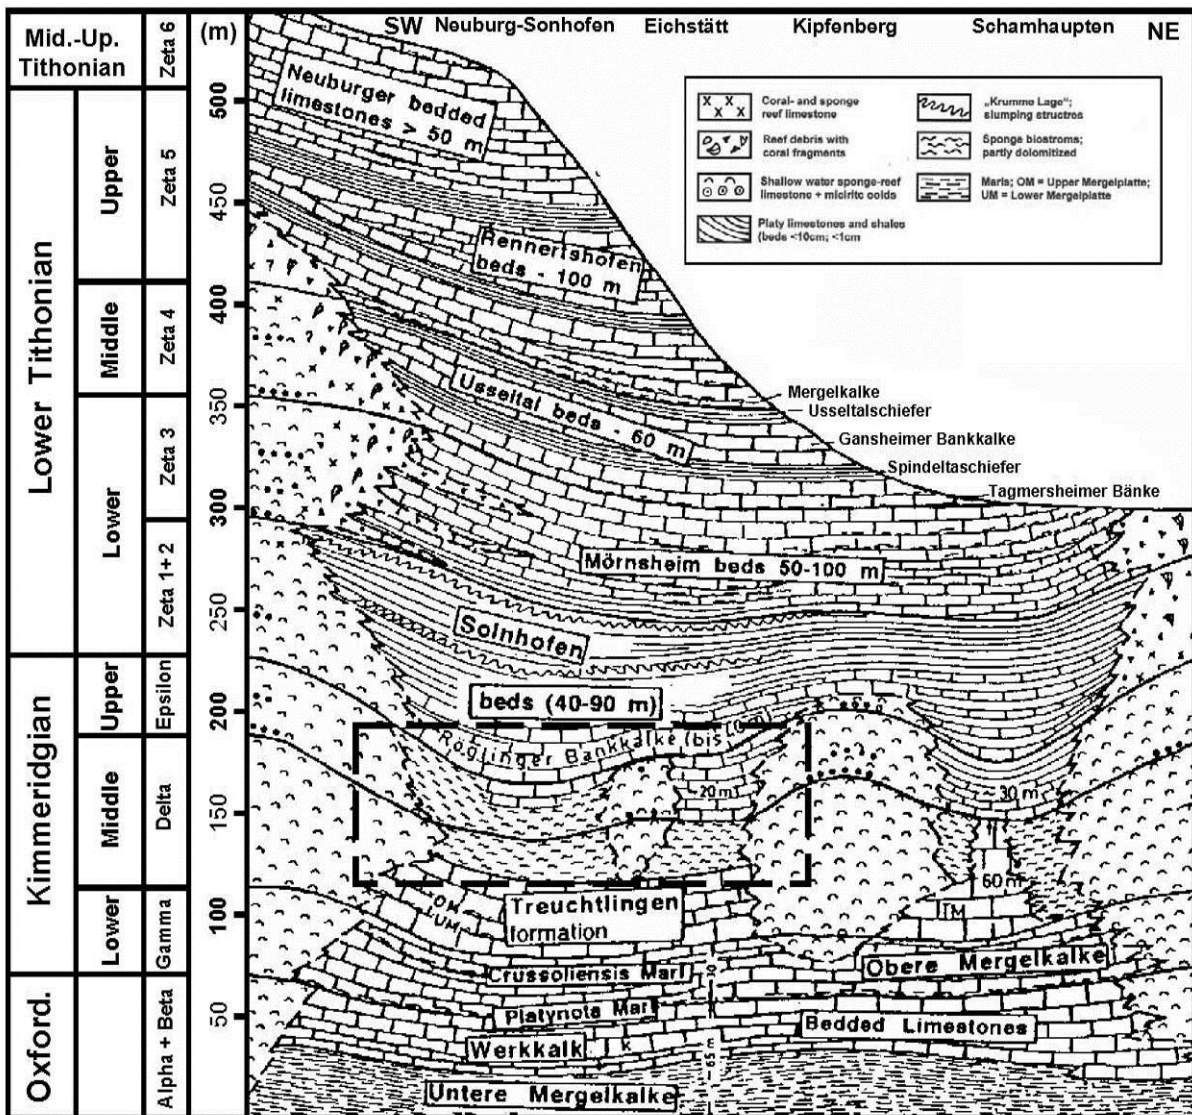 SW Neuburg-Sonhofen Eichstätt Kipfenberg Schamhaupten NE
(m)
500
450
400
350
300
250
200
150
100
50
Mid.-Up.
Tithonian
Lower Tithonian
Kimmeridgian
Oxford.
Upper
Middle
Lower
Upper
Middle
Lower
Zeta 6
Zeta 5
Zeta 4
Zeta 3
Zeta 1+2
Epsilon
Delta
Gamma
Alpha + Beta
Coral- and sponge
reef limestone
Reef debris with
coral fragments
Shallow water sponge-reef
limestone + micirite ooids
Platy limestones and shales
(beds <10cm; <1cm
„Krumme Lage";
slumping structres
Sponge biostroms;
partly dolomitized
Marls; OM = Upper Mergelplatte;
UM = Lower Mergelplatte
Neuburger bedded
limestones > 50 m
Rennertshofen
beds - 100 m
Usseltal beds - 60 m
Mergelkalke
Usseltalschiefer
Gansheimer Bankkalke
Spindeltaschiefer
Tagmersheimer Bänke
Mörnsheim beds 50-100 m
Solnhofen
beds (40-90 m)
Röglinger Bankkalke (bis
-20m
-30 m
60 m
OM
UM
Treuchtlingen
formation
Crussoliensis Marl
Obere Mergelkalke
Platynota Marl
Bedded Limestones
Werkkalk
Untere Mergelkalke